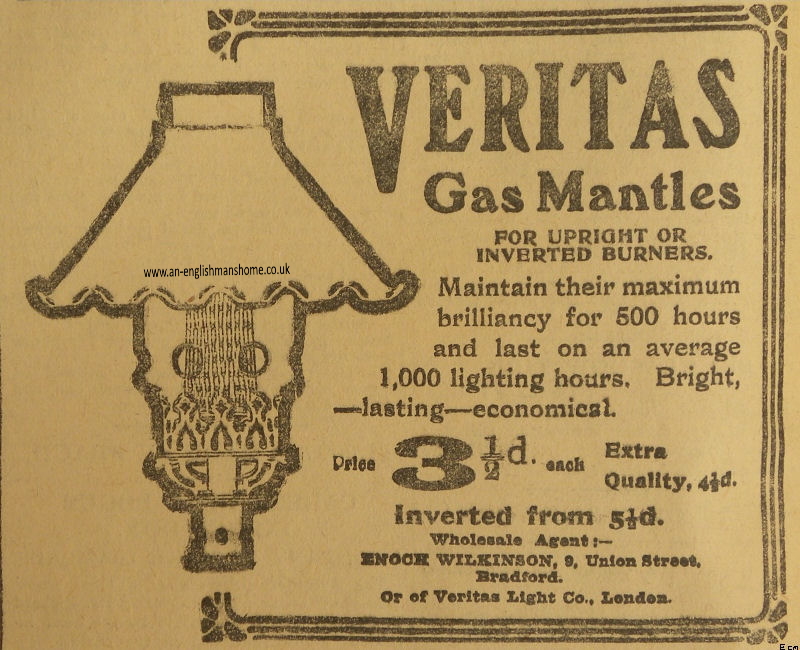 VERITAS
Gas Mantles
FOR UPRIGHT OR
INVERTED BURNERS.
Maintain their maximum
brilliancy for 500 hours
and last on an average
1,000 lighting hours. Bright,
—lasting—economical.
Price 3½d. each Extra
Quality, 4½d.
Inverted from 5½d.
Wholesale Agent:—
ENOCH WILKINSON, 9, Union Street,
Bradford.
Or of Veritas Light Co., London.
www.an-englishmanshome.co.uk